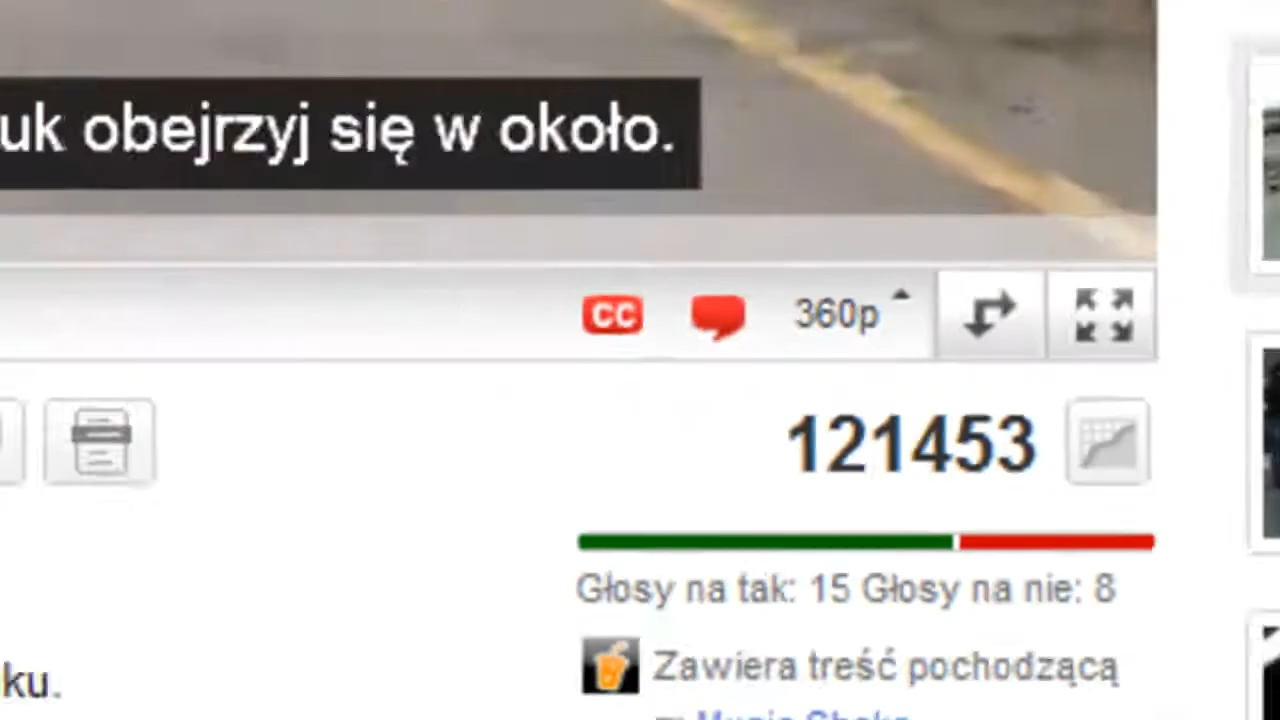 uk obejrzyj się w około.
CC
360p
121453
Głosy na tak: 15 Głosy na nie: 8
Zawiera treść pochodzącą
ku.